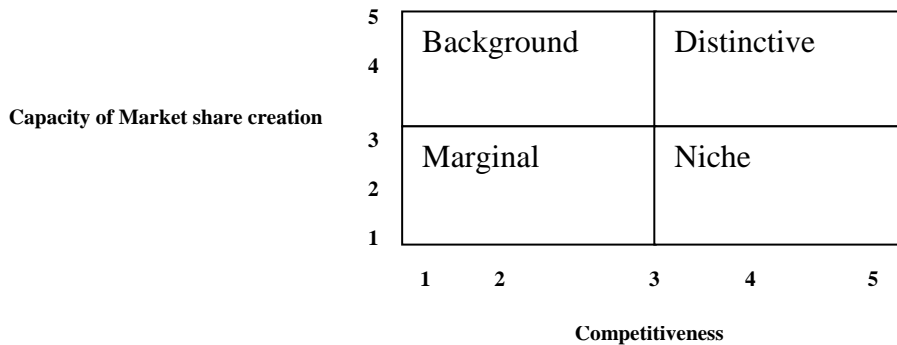 5
Background Distinctive
4
Capacity of Market share creation
3
Marginal Niche
2
1
1 2 3 4 5
Competitiveness